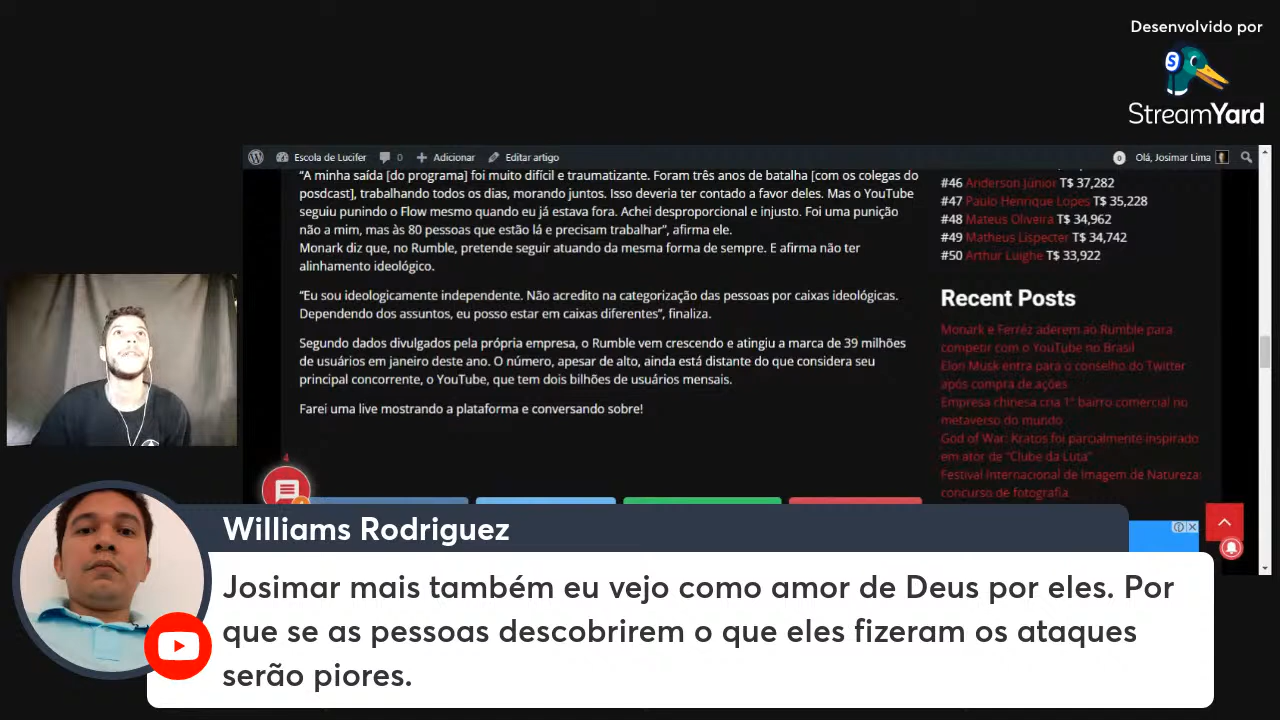 Desenvolvido por
StreamYard
Escola de Lucifer 0 Adicionar Editar artigo 0 Olá, Josimar Lima
“A minha saída [do programa] foi muito difícil e traumatizante. Foram três anos de batalha [com os colegas do
posdcast], trabalhando todos os dias, morando juntos. Isso deveria ter contado a favor deles. Mas o YouTube
seguiu punindo o Flow mesmo quando eu já estava fora. Achei desproporcional e injusto. Foi uma punição
não a mim, mas às 80 pessoas que estão lá e precisam trabalhar”, afirma ele.
Monark diz que, no Rumble, pretende seguir atuando da mesma forma de sempre. E afirma não ter
alinhamento ideológico.
“Eu sou ideologicamente independente. Não acredito na categorização das pessoas por caixas ideológicas.
Dependendo dos assuntos, eu posso estar em caixas diferentes”, finaliza.
Segundo dados divulgados pela própria empresa, o Rumble vem crescendo e atingiu a marca de 39 milhões
de usuários em janeiro deste ano. O número, apesar de alto, ainda está distante do que considera seu
principal concorrente, o YouTube, que tem dois bilhões de usuários mensais.
Farei uma live mostrando a plataforma e conversando sobre!
4
#46 Anderson Júnior T$ 37,282
#47 Paulo Henrique Lopes T$ 35,228
#48 Mateus Oliveira T$ 34,962
#49 Matheus Lispecter T$ 34,742
#50 Arthur Luighe T$ 33,922
Recent Posts
Monark e Ferréz aderem ao Rumble para
competir com o YouTube no Brasil
Elon Musk entra para o conselho do Twitter
após compra de ações
Empresa chinesa cria 1º bairro comercial no
metaverso do mundo
God of War: Kratos foi parcialmente inspirado
em ator de “Clube da Luta”
Festival Internacional de Imagem de Natureza:
concurso de fotografia
Williams Rodriguez
Josimar mais também eu vejo como amor de Deus por eles. Por
que se as pessoas descobrirem o que eles fizeram os ataques
serão piores.